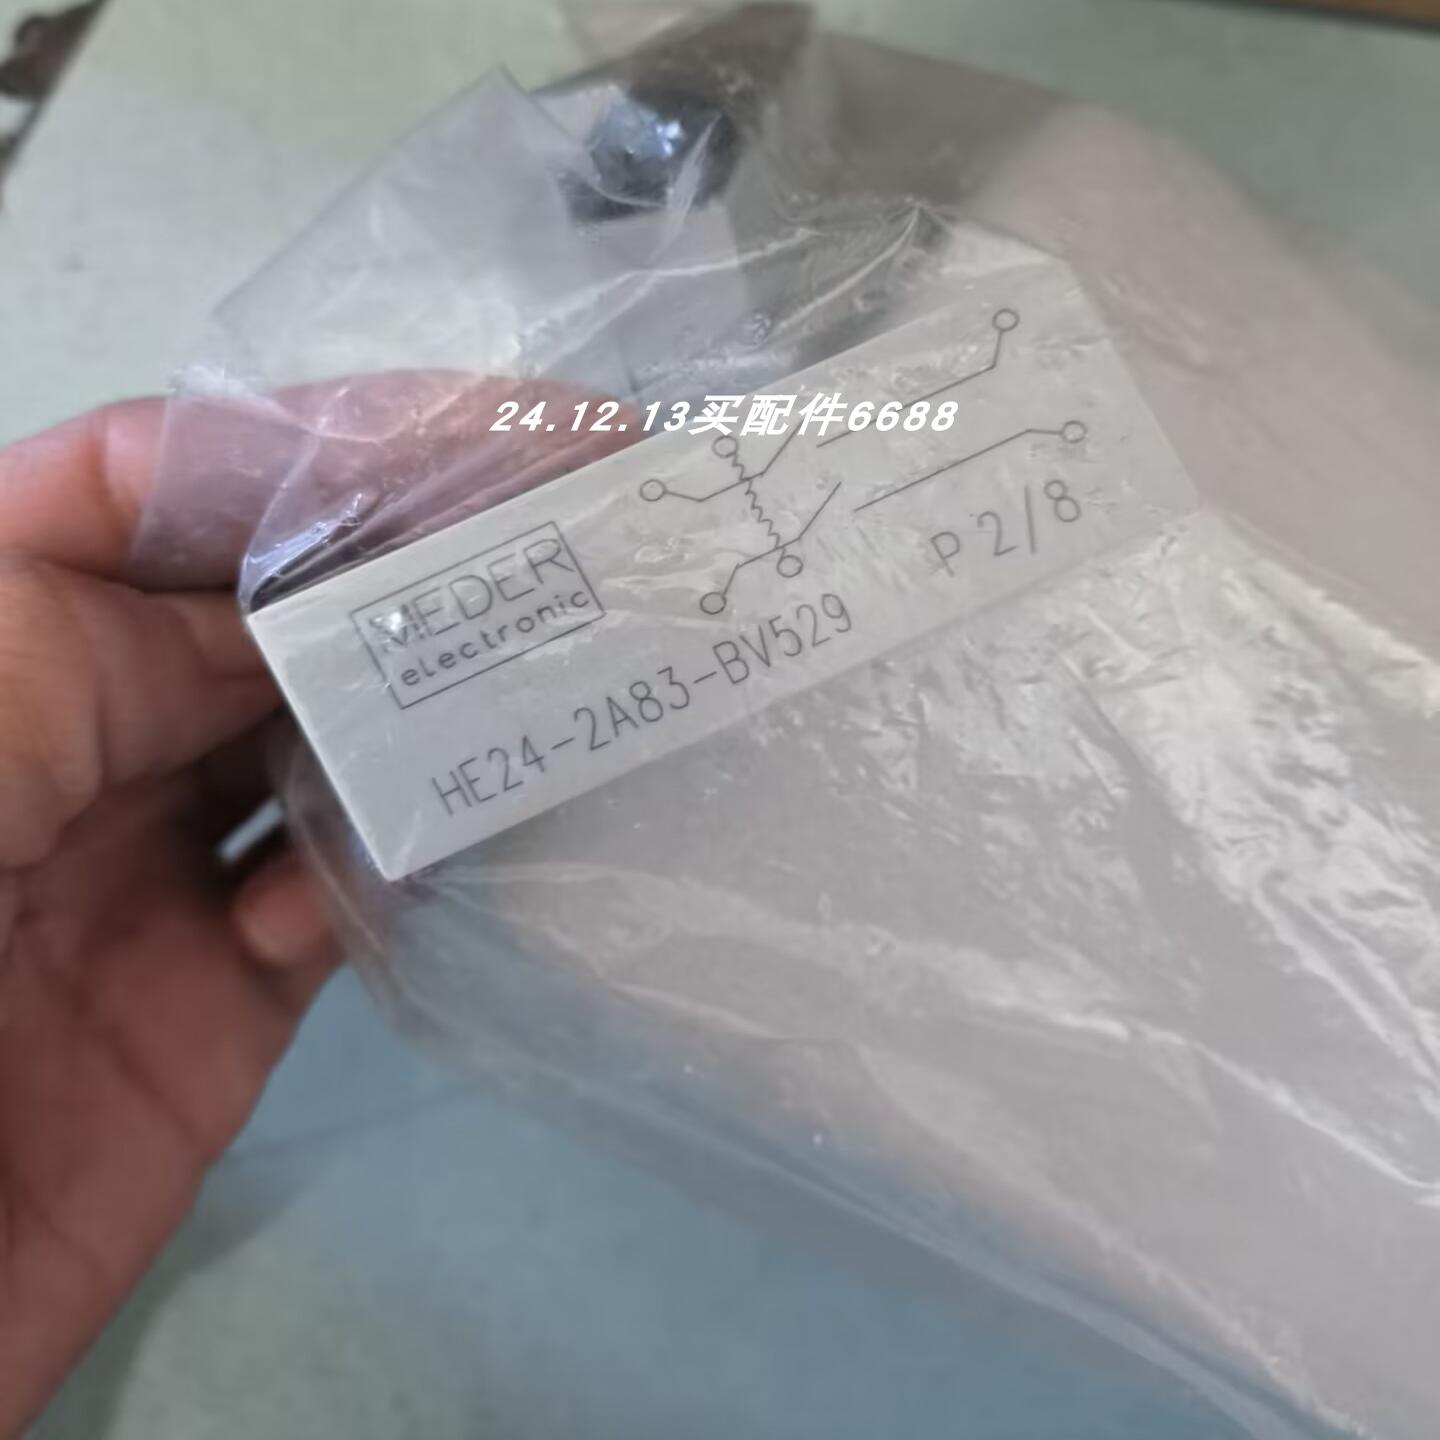 24.12.13买配件6688
MEDER
electronic
P 2/8
HE24-2A83-BV529